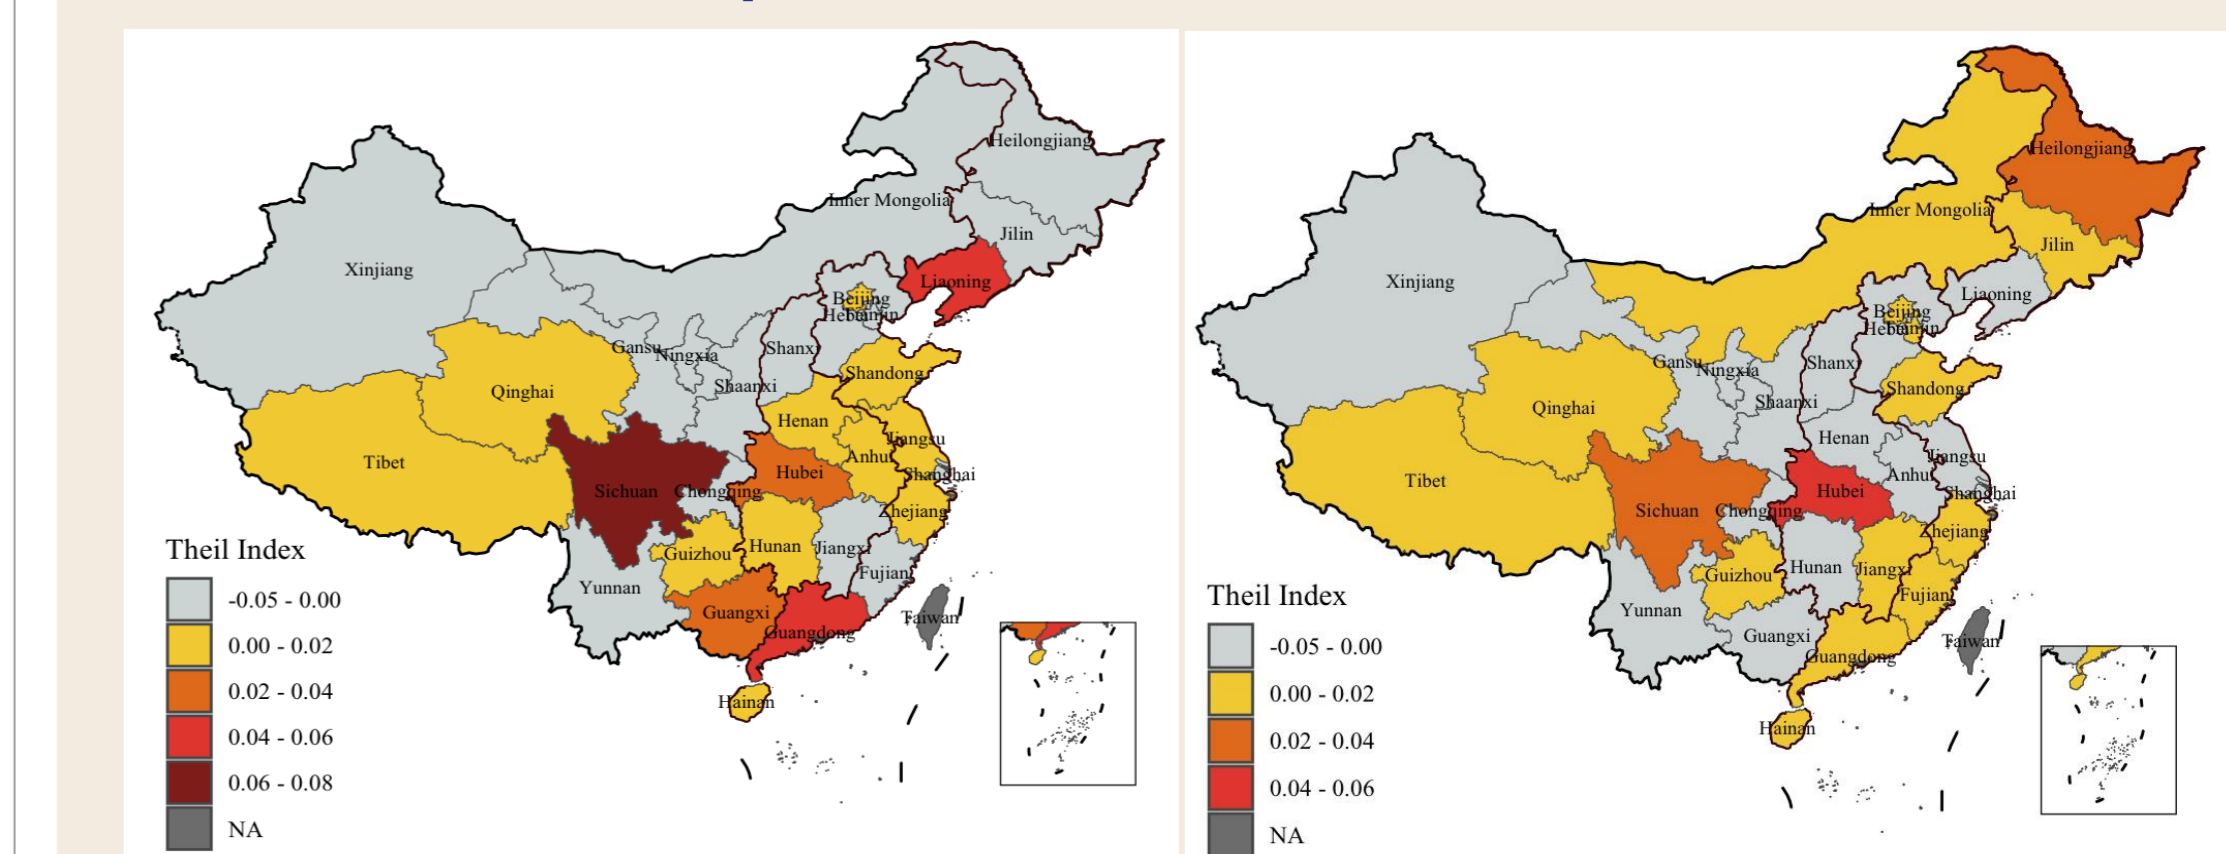 Heilongjiang
Inner Mongolia
Jilin
Xinjiang
Liaoning
Beijing
Hebei
Tianjin
Gansu
Ningxia
Shanxi
Shandong
Shaanxi
Qinghai
Henan
Jiangsu
Anhui
Tibet
Hubei
Shanghai
Sichuan
Chongqing
Zhejiang
Hunan
Jiangxi
Guizhou
Fujian
Yunnan
Guangxi
Taiwan
Guangdong
Hainan
Theil Index
-0.05 - 0.00
0.00 - 0.02
0.02 - 0.04
0.04 - 0.06
0.06 - 0.08
NA
Heilongjiang
Inner Mongolia
Jilin
Xinjiang
Liaoning
Beijing
Hebei
Tianjin
Gansu
Ningxia
Shanxi
Shandong
Shaanxi
Qinghai
Henan
Jiangsu
Anhui
Tibet
Hubei
Shanghai
Sichuan
Chongqing
Zhejiang
Hunan
Jiangxi
Guizhou
Fujian
Yunnan
Guangxi
Taiwan
Guangdong
Hainan
Theil Index
-0.05 - 0.00
0.00 - 0.02
0.02 - 0.04
0.04 - 0.06
NA